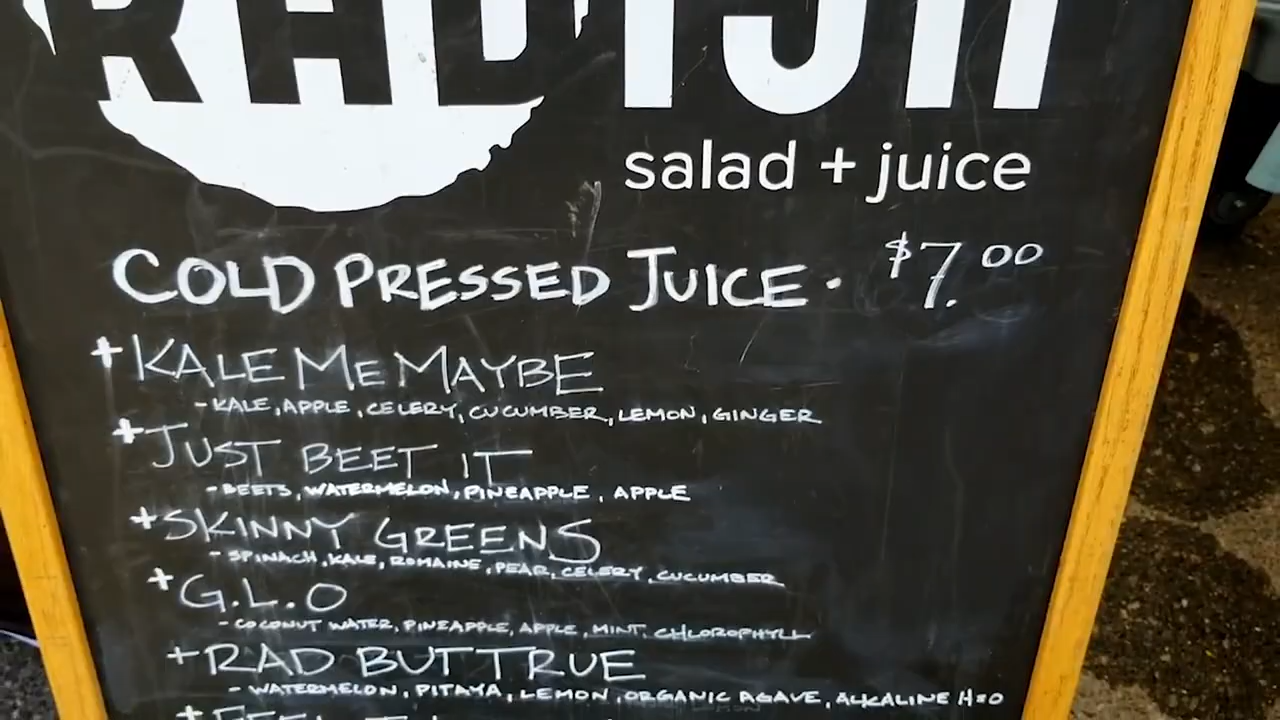 RADISH
salad + juice
COLD PRESSED JUICE · $7.00
+ KALE ME MAYBE
- KALE, APPLE, CELERY, CUCUMBER, LEMON, GINGER
+ JUST BEET IT
- BEETS, WATERMELON, PINEAPPLE, APPLE
+ SKINNY GREENS
- SPINACH, KALE, ROMAINE, PEAR, CELERY, CUCUMBER
+ G.L.O
- COCONUT WATER, PINEAPPLE, APPLE, MINT, CHLOROPHYLL
+ RAD BUT TRUE
- WATERMELON, PITAYA, LEMON, ORGANIC AGAVE, ALKALINE H2O